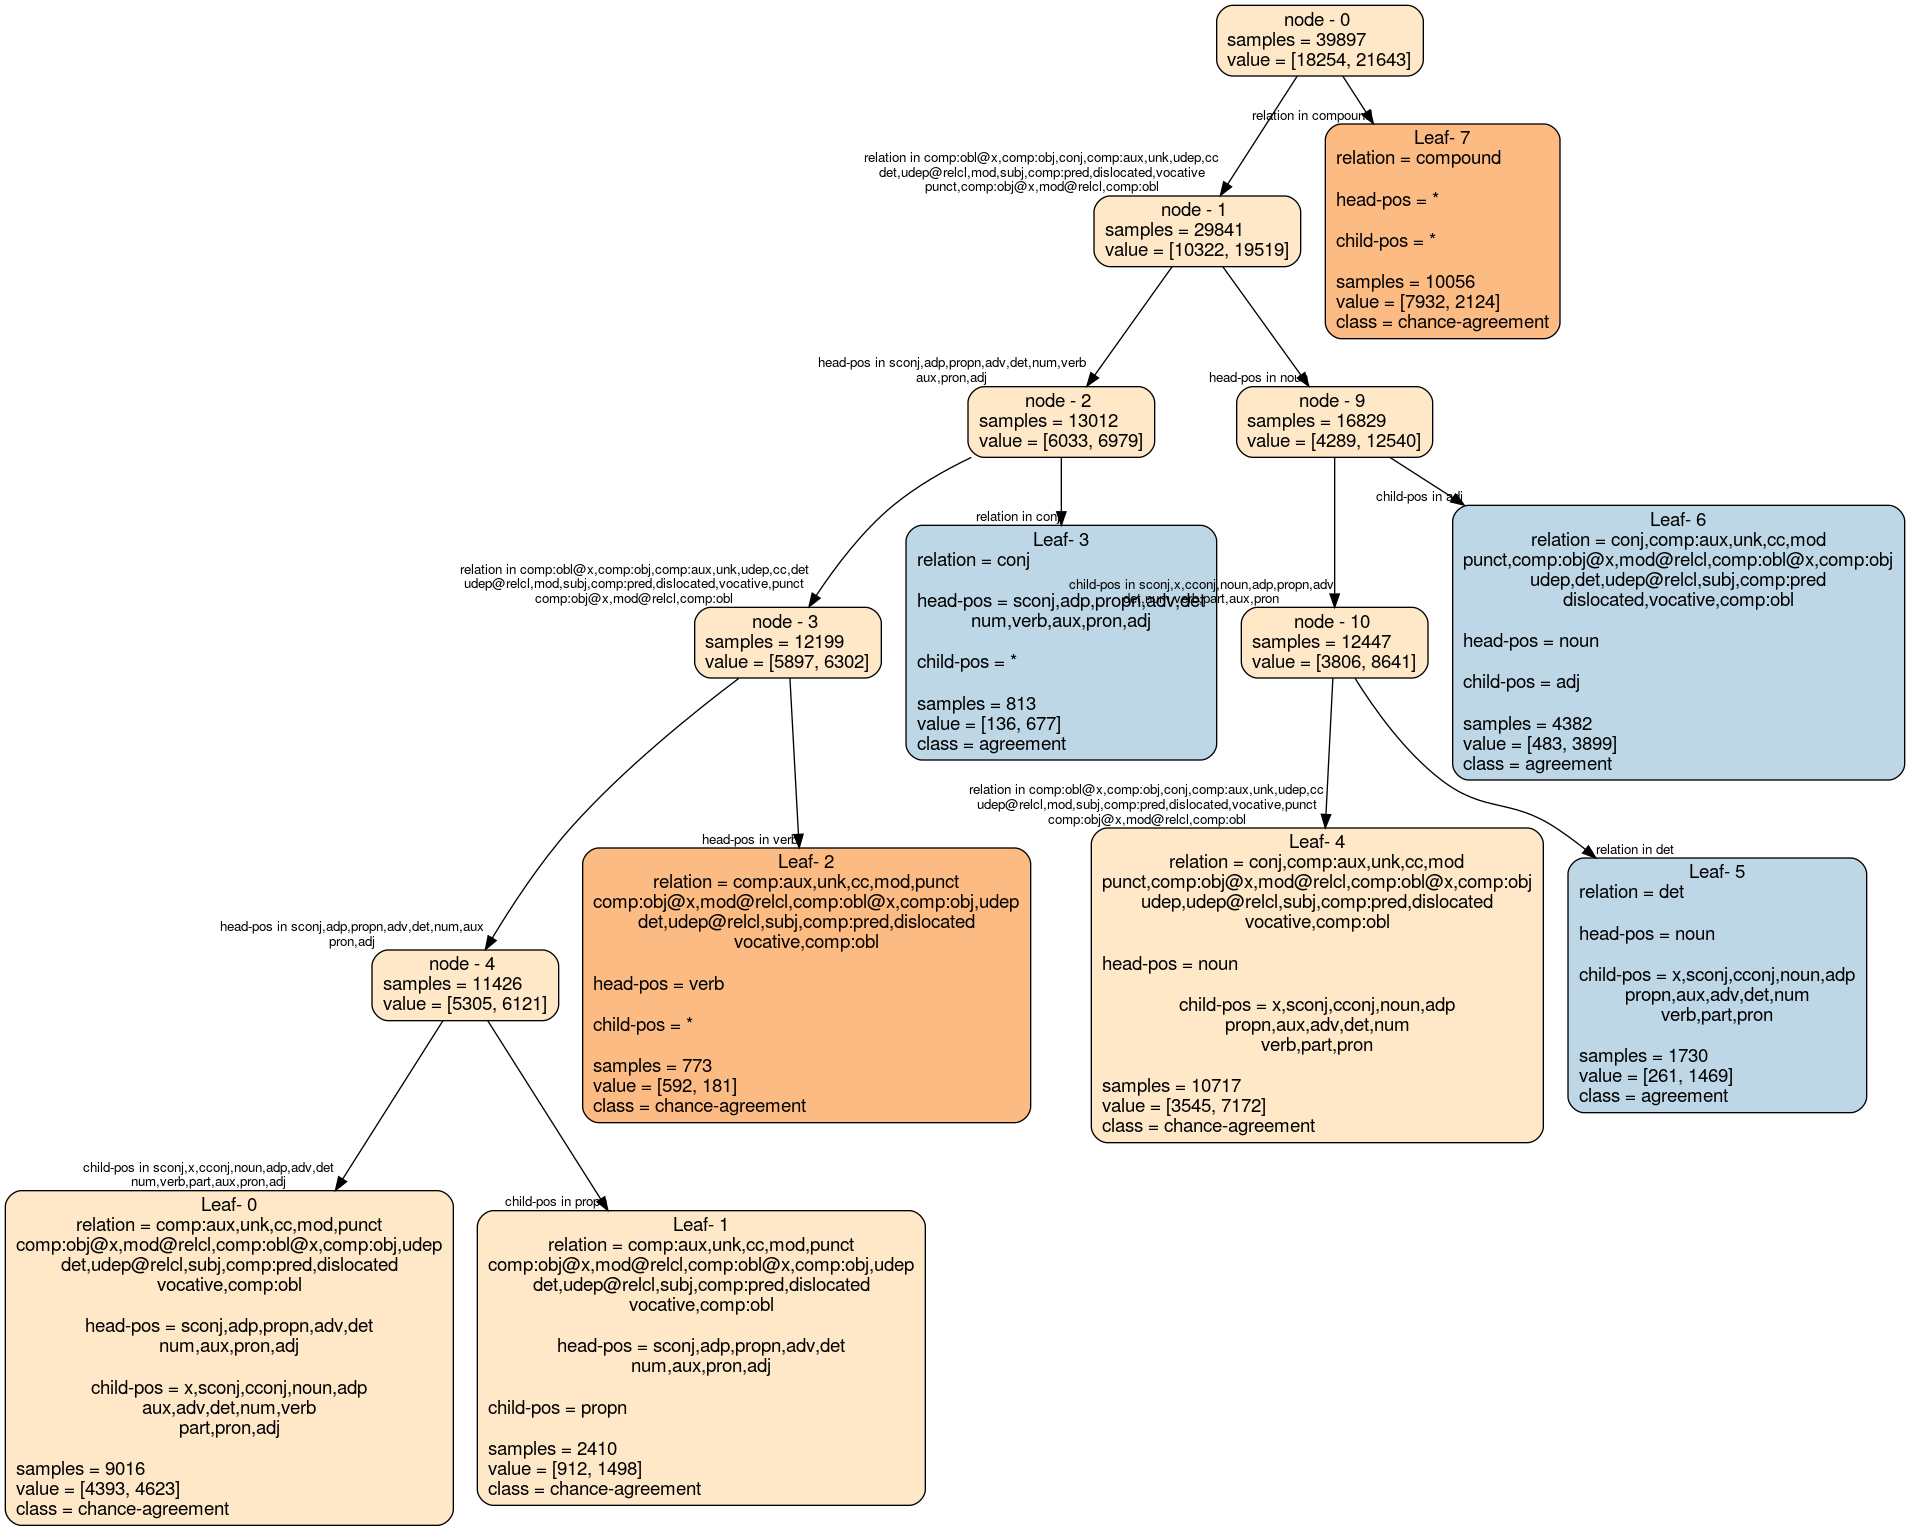 node - 0
samples = 39897
value = [18254, 21643]
relation in compound
Leaf- 7
relation = compound
head-pos = *
child-pos = *
samples = 10056
value = [7932, 2124]
class = chance-agreement
relation in comp:obl@x,comp:obj,conj,comp:aux,unk,udep,cc
det,udep@relcl,mod,subj,comp:pred,dislocated,vocative
punct,comp:obj@x,mod@relcl,comp:obl
node - 1
samples = 29841
value = [10322, 19519]
head-pos in sconj,adp,propn,adv,det,num,verb
aux,pron,adj
node - 2
samples = 13012
value = [6033, 6979]
head-pos in noun
node - 9
samples = 16829
value = [4289, 12540]
relation in comp:obl@x,comp:obj,comp:aux,unk,udep,cc,det
udep@relcl,mod,subj,comp:pred,dislocated,vocative,punct
comp:obj@x,mod@relcl,comp:obl
node - 3
samples = 12199
value = [5897, 6302]
relation in conj
Leaf- 3
relation = conj
head-pos = sconj,adp,propn,adv,det
num,verb,aux,pron,adj
child-pos = *
samples = 813
value = [136, 677]
class = agreement
child-pos in sconj,x,cconj,noun,adp,propn,adv
det,num,verb,part,aux,pron
node - 10
samples = 12447
value = [3806, 8641]
child-pos in adj
Leaf- 6
relation = conj,comp:aux,unk,cc,mod
punct,comp:obj@x,mod@relcl,comp:obl@x,comp:obj
udep,det,udep@relcl,subj,comp:pred
dislocated,vocative,comp:obl
head-pos = noun
child-pos = adj
samples = 4382
value = [483, 3899]
class = agreement
head-pos in sconj,adp,propn,adv,det,num,aux
pron,adj
node - 4
samples = 11426
value = [5305, 6121]
head-pos in verb
Leaf- 2
relation = comp:aux,unk,cc,mod,punct
comp:obj@x,mod@relcl,comp:obl@x,comp:obj,udep
det,udep@relcl,subj,comp:pred,dislocated
vocative,comp:obl
head-pos = verb
child-pos = *
samples = 773
value = [592, 181]
class = chance-agreement
relation in comp:obl@x,comp:obj,conj,comp:aux,unk,udep,cc
udep@relcl,mod,subj,comp:pred,dislocated,vocative,punct
comp:obj@x,mod@relcl,comp:obl
Leaf- 4
relation = conj,comp:aux,unk,cc,mod
punct,comp:obj@x,mod@relcl,comp:obl@x,comp:obj
udep,udep@relcl,subj,comp:pred,dislocated
vocative,comp:obl
head-pos = noun
child-pos = x,sconj,cconj,noun,adp
propn,aux,adv,det,num
verb,part,pron
samples = 10717
value = [3545, 7172]
class = chance-agreement
relation in det
Leaf- 5
relation = det
head-pos = noun
child-pos = x,sconj,cconj,noun,adp
propn,aux,adv,det,num
verb,part,pron
samples = 1730
value = [261, 1469]
class = agreement
child-pos in sconj,x,cconj,noun,adp,adv,det
num,verb,part,aux,pron,adj
Leaf- 0
relation = comp:aux,unk,cc,mod,punct
comp:obj@x,mod@relcl,comp:obl@x,comp:obj,udep
det,udep@relcl,subj,comp:pred,dislocated
vocative,comp:obl
head-pos = sconj,adp,propn,adv,det
num,aux,pron,adj
child-pos = x,sconj,cconj,noun,adp
aux,adv,det,num,verb
part,pron,adj
samples = 9016
value = [4393, 4623]
class = chance-agreement
child-pos in propn
Leaf- 1
relation = comp:aux,unk,cc,mod,punct
comp:obj@x,mod@relcl,comp:obl@x,comp:obj,udep
det,udep@relcl,subj,comp:pred,dislocated
vocative,comp:obl
head-pos = sconj,adp,propn,adv,det
num,aux,pron,adj
child-pos = propn
samples = 2410
value = [912, 1498]
class = chance-agreement